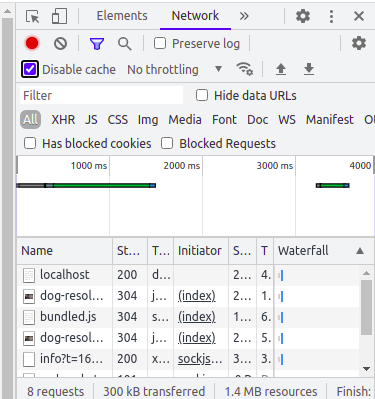 Elements Network
Preserve log
Disable cache No throttling
Filter Hide data URLs
All XHR JS CSS Img Media Font Doc WS Manifest
Has blocked cookies Blocked Requests
1000 ms 2000 ms 3000 ms 4000
Name St... T... Initiator S... T Waterfall
localhost 200 d... 2... 4.
dog-resol... 304 j... (index) 2... 1.
bundled.js 304 s... (index) 1... 6.
dog-resol... 304 j... (index) 2... 5.
info?t=16... 200 x... sockjs... 3... 3.
8 requests 300 kB transferred 1.4 MB resources Finish: